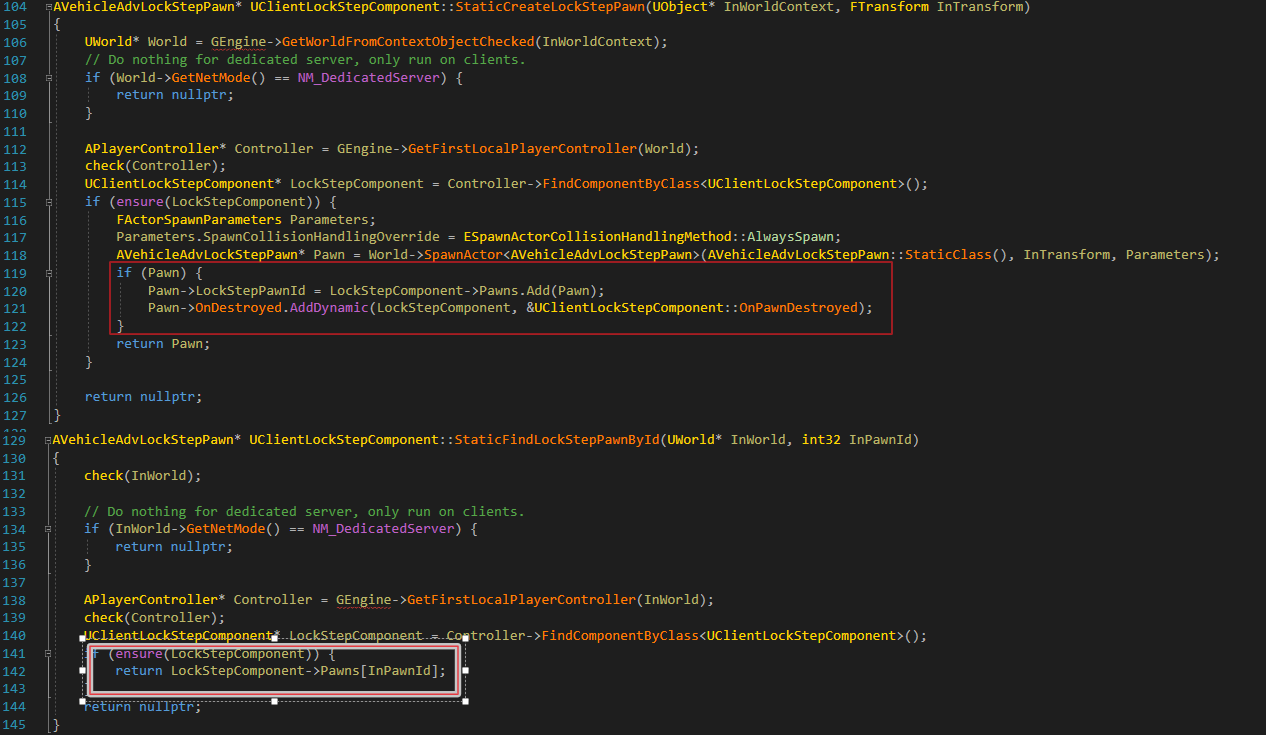 104 AVehicleAdvLockStepPawn* UClientLockStepComponent::StaticCreateLockStepPawn(UObject* InWorldContext, FTransform InTransform)
105 {
106 UWorld* World = GEngine->GetWorldFromContextObjectChecked(InWorldContext);
107 // Do nothing for dedicated server, only run on clients.
108 if (World->GetNetMode() == NM_DedicatedServer) {
109 return nullptr;
110 }
111
112 APlayerController* Controller = GEngine->GetFirstLocalPlayerController(World);
113 check(Controller);
114 UClientLockStepComponent* LockStepComponent = Controller->FindComponentByClass<UClientLockStepComponent>();
115 if (ensure(LockStepComponent)) {
116 FActorSpawnParameters Parameters;
117 Parameters.SpawnCollisionHandlingOverride = ESpawnActorCollisionHandlingMethod::AlwaysSpawn;
118 AVehicleAdvLockStepPawn* Pawn = World->SpawnActor<AVehicleAdvLockStepPawn>(AVehicleAdvLockStepPawn::StaticClass(), InTransform, Parameters);
119 if (Pawn) {
120 Pawn->LockStepPawnId = LockStepComponent->Pawns.Add(Pawn);
121 Pawn->OnDestroyed.AddDynamic(LockStepComponent, &UClientLockStepComponent::OnPawnDestroyed);
122 }
123 return Pawn;
124 }
125
126 return nullptr;
127 }
129 AVehicleAdvLockStepPawn* UClientLockStepComponent::StaticFindLockStepPawnById(UWorld* InWorld, int32 InPawnId)
130 {
131 check(InWorld);
132
133 // Do nothing for dedicated server, only run on clients.
134 if (InWorld->GetNetMode() == NM_DedicatedServer) {
135 return nullptr;
136 }
137
138 APlayerController* Controller = GEngine->GetFirstLocalPlayerController(InWorld);
139 check(Controller);
140 UClientLockStepComponent* LockStepComponent = Controller->FindComponentByClass<UClientLockStepComponent>();
141 if (ensure(LockStepComponent)) {
142 return LockStepComponent->Pawns[InPawnId];
143
144 return nullptr;
145 }